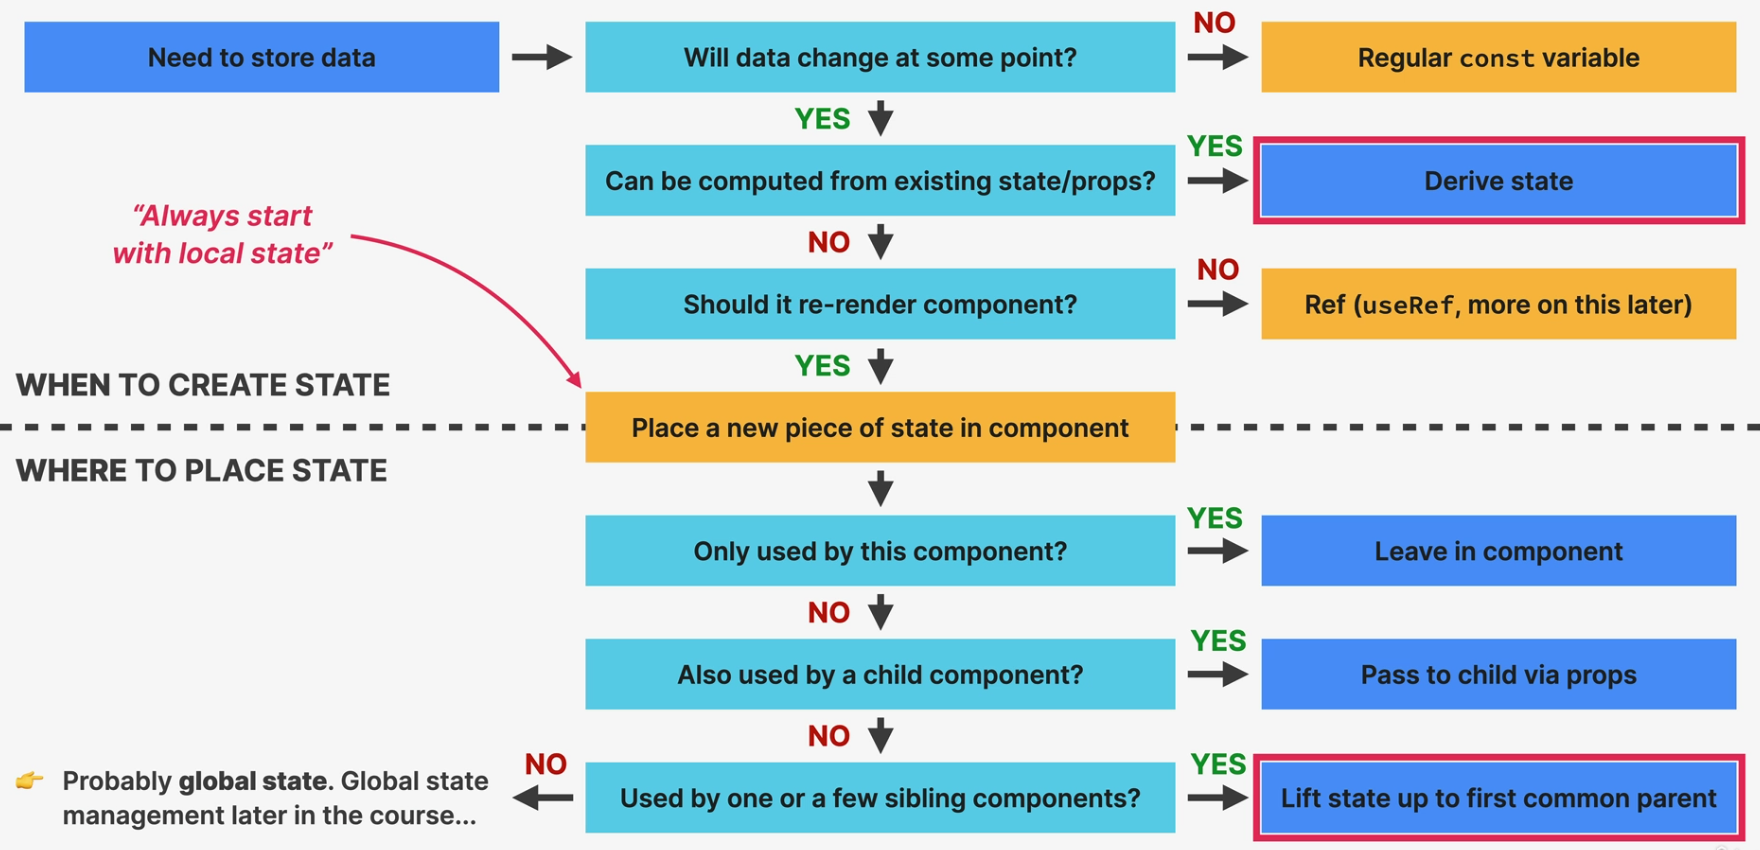 Need to store data
Will data change at some point?
NO
Regular const variable
YES
Can be computed from existing state/props?
YES
Derive state
“Always start
with local state”
NO
Should it re-render component?
NO
Ref (useRef, more on this later)
YES
WHEN TO CREATE STATE
Place a new piece of state in component
WHERE TO PLACE STATE
Only used by this component?
YES
Leave in component
NO
Also used by a child component?
YES
Pass to child via props
NO
Used by one or a few sibling components?
YES
Lift state up to first common parent
NO
👉 Probably global state. Global state
management later in the course...